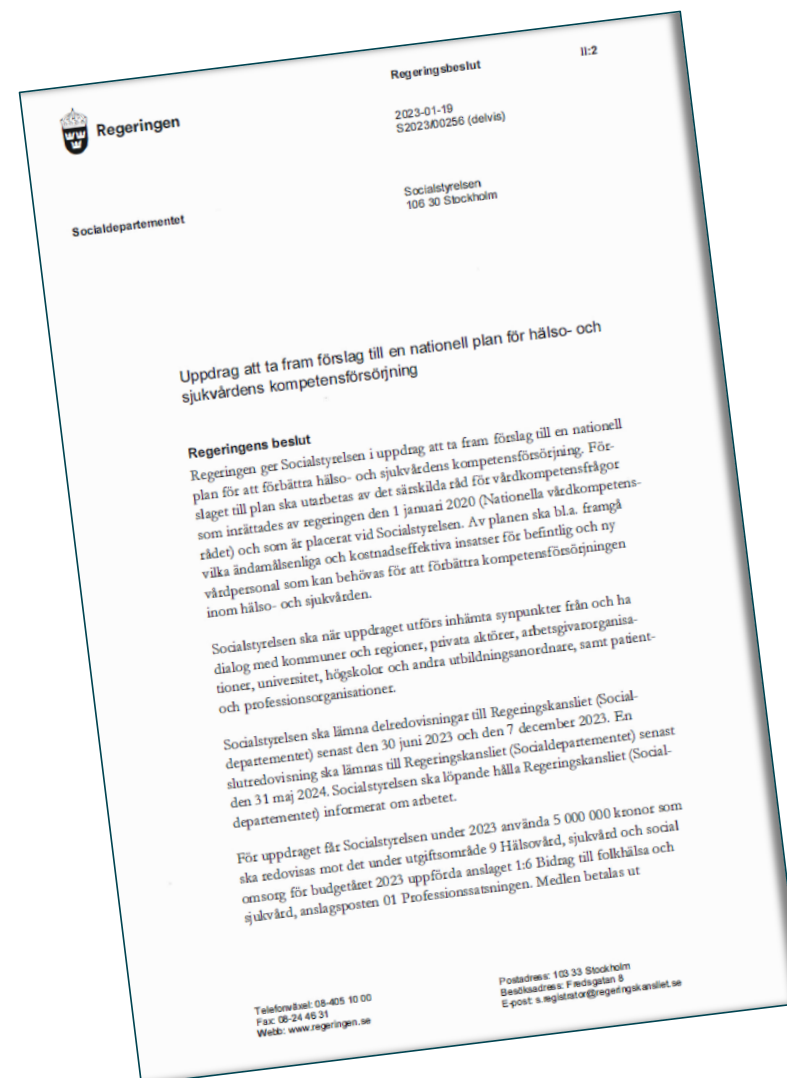 Regeringen
Regeringsbeslut
II:2
2023-01-19
S2023/00256 (delvis)
Socialdepartementet
Socialstyrelsen
106 30 Stockholm
Uppdrag att ta fram förslag till en nationell plan för hälso- och
sjukvårdens kompetensförsörjning
Regeringens beslut
Regeringen ger Socialstyrelsen i uppdrag att ta fram förslag till en nationell
plan för att förbättra hälso- och sjukvårdens kompetensförsörjning. För-
slaget till plan ska utarbetas av det särskilda råd för vårdkompetensfrågor
som inrättades av regeringen den 1 januari 2020 (Nationella vårdkompetens-
rådet) och som är placerat vid Socialstyrelsen. Av planen ska bl.a. framgå
vilka ändamålsenliga och kostnadseffektiva insatser för befintlig och ny
vårdpersonal som kan behövas för att förbättra kompetensförsörjningen
inom hälso- och sjukvården.
Socialstyrelsen ska när uppdraget utförs inhämta synpunkter från och ha
dialog med kommuner och regioner, privata aktörer, arbetsgivarorganisa-
tioner, universitet, högskolor och andra utbildningsanordnare, samt patient-
och professionsorganisationer.
Socialstyrelsen ska lämna delredovisningar till Regeringskansliet (Social-
departementet) senast den 30 juni 2023 och den 7 december 2023. En
slutredovisning ska lämnas till Regeringskansliet (Socialdepartementet) senast
den 31 maj 2024. Socialstyrelsen ska löpande hålla Regeringskansliet (Social-
departementet) informerat om arbetet.
För uppdraget får Socialstyrelsen under 2023 använda 5 000 000 kronor som
ska redovisas mot det under utgiftsområde 9 Hälsovård, sjukvård och social
omsorg för budgetåret 2023 uppförda anslaget 1:6 Bidrag till folkhälsa och
sjukvård, anslagsposten 01 Professionssatsningen. Medlen betalas ut
Telefonväxel: 08-405 10 00
Fax: 08-24 46 31
Webb: www.regeringen.se
Postadress: 103 33 Stockholm
Besöksadress: Fredsgatan 8
E-post: s.registrator@regeringskansliet.se